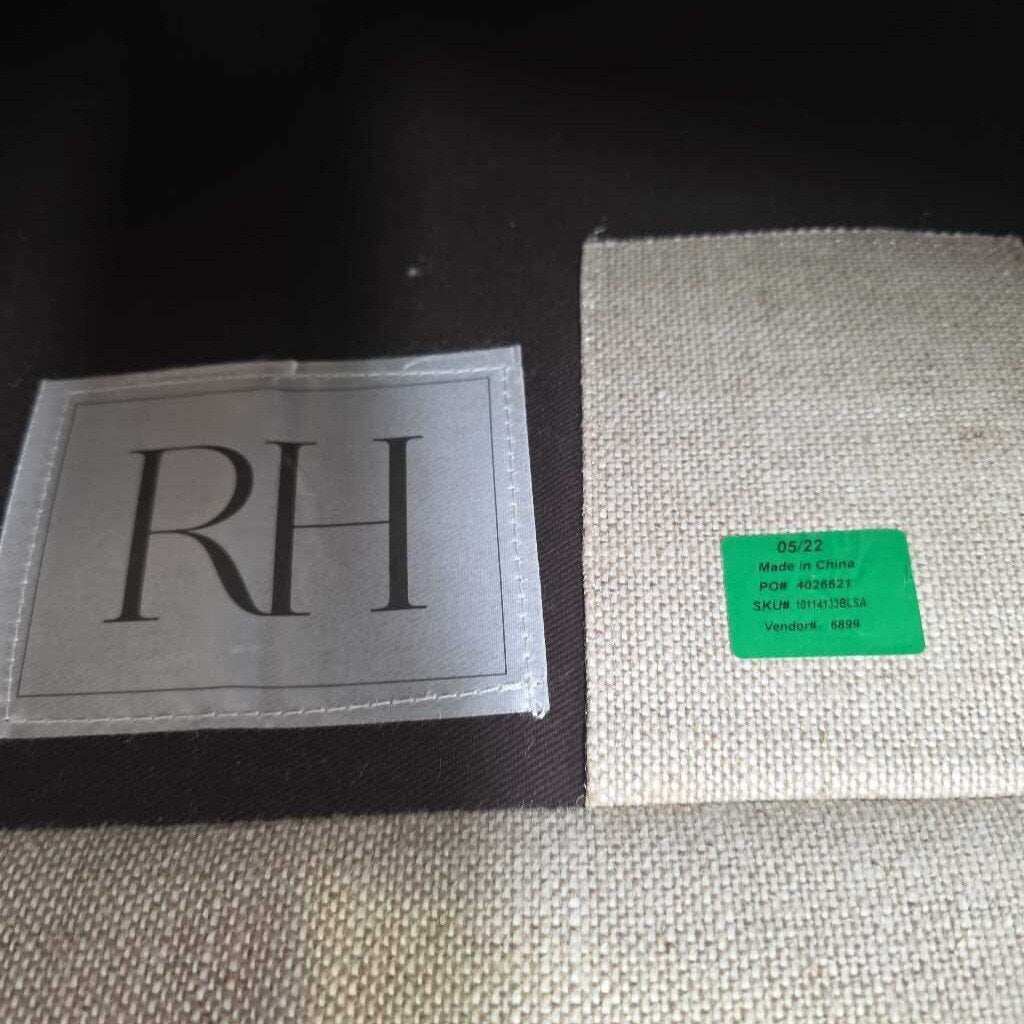 RH
05/22
Made in China
PO# 4026621
SKU# 10114133BLSA
Vendor#. 6899